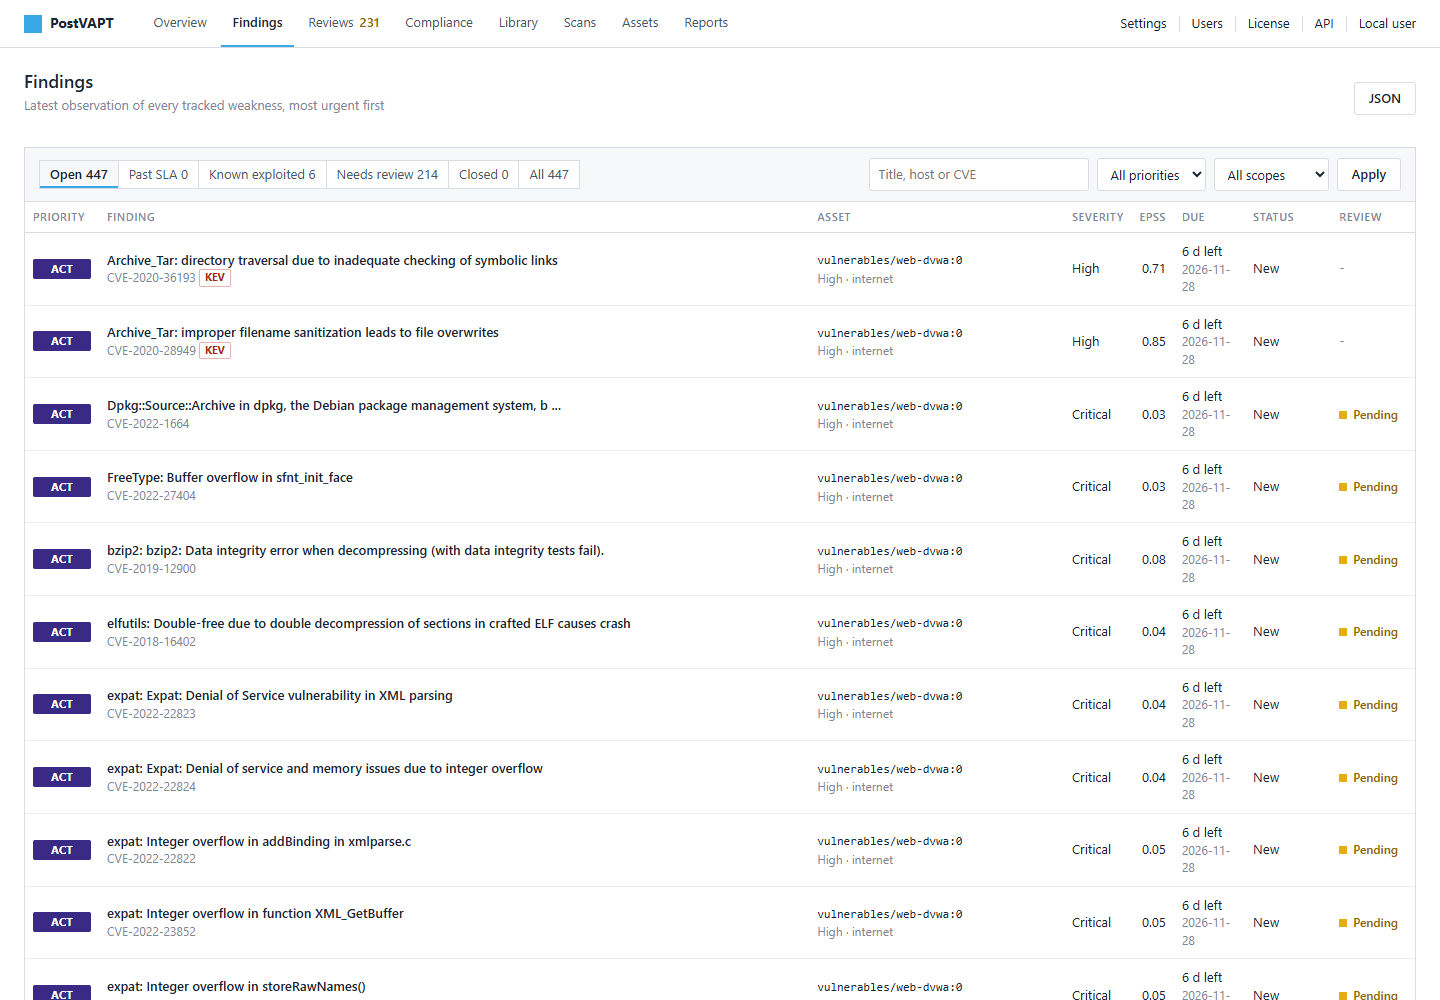 PostVAPT Overview Findings Reviews 231 Compliance Library Scans Assets Reports Settings Users License API Local user
Findings
Latest observation of every tracked weakness, most urgent first
JSON
Open 447 Past SLA 0 Known exploited 6 Needs review 214 Closed 0 All 447 Title, host or CVE All priorities All scopes Apply
PRIORITY FINDING ASSET SEVERITY EPSS DUE STATUS REVIEW
ACT Archive_Tar: directory traversal due to inadequate checking of symbolic links vulnerables/web-dvwa:0 High 0.71 6 d left New -
CVE-2020-36193 KEV High · internet 2026-11-
28
ACT Archive_Tar: improper filename sanitization leads to file overwrites vulnerables/web-dvwa:0 High 0.85 6 d left New -
CVE-2020-28949 KEV High · internet 2026-11-
28
ACT Dpkg::Source::Archive in dpkg, the Debian package management system, b ... vulnerables/web-dvwa:0 Critical 0.03 6 d left New Pending
CVE-2022-1664 High · internet 2026-11-
28
ACT FreeType: Buffer overflow in sfnt_init_face vulnerables/web-dvwa:0 Critical 0.03 6 d left New Pending
CVE-2022-27404 High · internet 2026-11-
28
ACT bzip2: bzip2: Data integrity error when decompressing (with data integrity tests fail). vulnerables/web-dvwa:0 Critical 0.08 6 d left New Pending
CVE-2019-12900 High · internet 2026-11-
28
ACT elfutils: Double-free due to double decompression of sections in crafted ELF causes crash vulnerables/web-dvwa:0 Critical 0.04 6 d left New Pending
CVE-2018-16402 High · internet 2026-11-
28
ACT expat: Expat: Denial of Service vulnerability in XML parsing vulnerables/web-dvwa:0 Critical 0.04 6 d left New Pending
CVE-2022-22823 High · internet 2026-11-
28
ACT expat: Expat: Denial of service and memory issues due to integer overflow vulnerables/web-dvwa:0 Critical 0.04 6 d left New Pending
CVE-2022-22824 High · internet 2026-11-
28
ACT expat: Integer overflow in addBinding in xmlparse.c vulnerables/web-dvwa:0 Critical 0.05 6 d left New Pending
CVE-2022-22822 High · internet 2026-11-
28
ACT expat: Integer overflow in function XML_GetBuffer vulnerables/web-dvwa:0 Critical 0.05 6 d left New Pending
CVE-2022-23852 High · internet 2026-11-
28
ACT expat: Integer overflow in storeRawNames() vulnerables/web-dvwa:0 Critical 0.05 6 d left New Pending